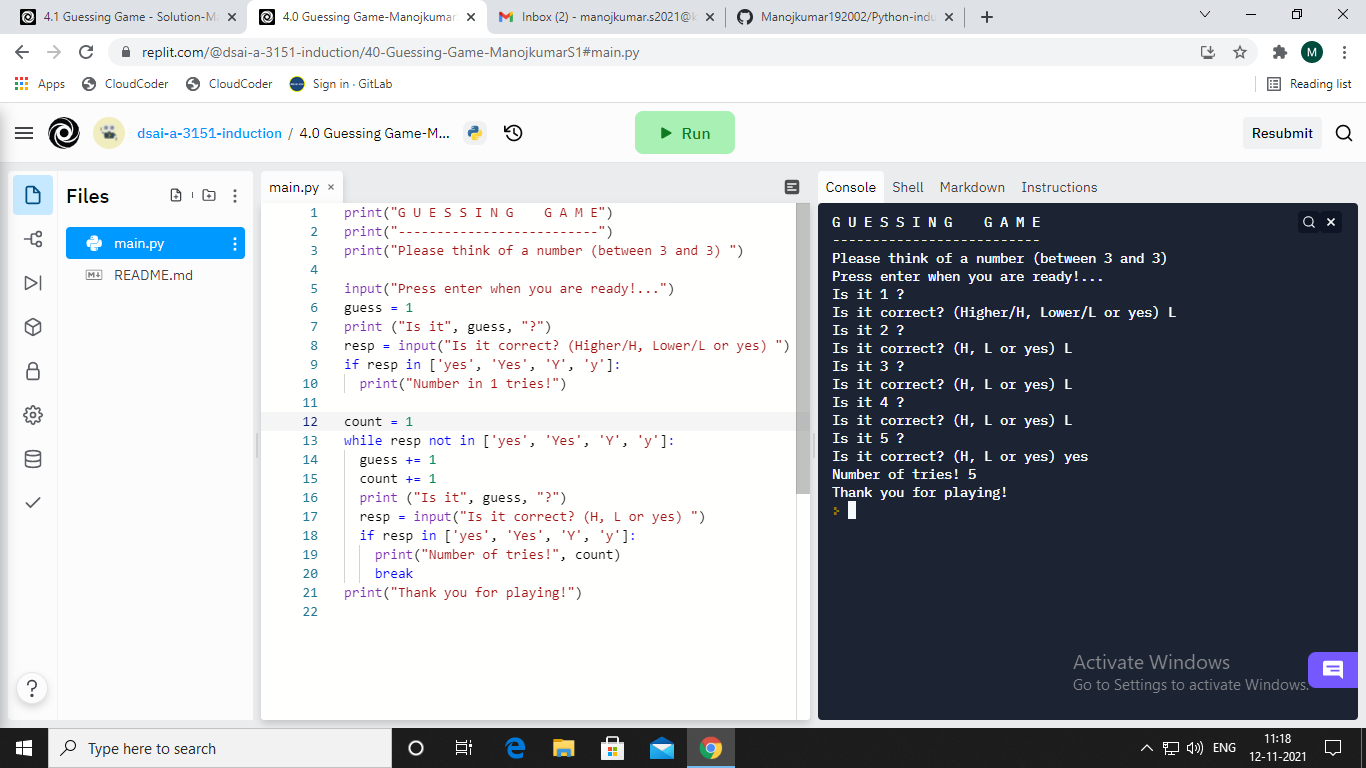 4.1 Guessing Game - Solution-Ma
4.0 Guessing Game-Manojkumar
Inbox (2) - manojkumar.s2021@
Manojkumar192002/Python-indu
replit.com/@dsai-a-3151-induction/40-Guessing-Game-ManojkumarS1#main.py
M
Apps
CloudCoder
CloudCoder
Sign in · GitLab
Reading list
dsai-a-3151-induction / 4.0 Guessing Game-M...
Run
Resubmit
Files
main.py
README.md
main.py ×
1 print("G U E S S I N G    G A M E")
2 print("--------------------------")
3 print("Please think of a number (between 3 and 3) ")
4
5 input("Press enter when you are ready!...")
6 guess = 1
7 print ("Is it", guess, "?")
8 resp = input("Is it correct? (Higher/H, Lower/L or yes) ")
9 if resp in ['yes', 'Yes', 'Y', 'y']:
10   print("Number in 1 tries!")
11
12 count = 1
13 while resp not in ['yes', 'Yes', 'Y', 'y']:
14   guess += 1
15   count += 1
16   print ("Is it", guess, "?")
17   resp = input("Is it correct? (H, L or yes) ")
18   if resp in ['yes', 'Yes', 'Y', 'y']:
19     print("Number of tries!", count)
20     break
21 print("Thank you for playing!")
22
Console Shell Markdown Instructions
G U E S S I N G    G A M E
--------------------------
Please think of a number (between 3 and 3)
Press enter when you are ready!...
Is it 1 ?
Is it correct? (Higher/H, Lower/L or yes) L
Is it 2 ?
Is it correct? (H, L or yes) L
Is it 3 ?
Is it correct? (H, L or yes) L
Is it 4 ?
Is it correct? (H, L or yes) L
Is it 5 ?
Is it correct? (H, L or yes) yes
Number of tries! 5
Thank you for playing!
Activate Windows
Go to Settings to activate Windows.
?
Type here to search
ENG
11:18
12-11-2021